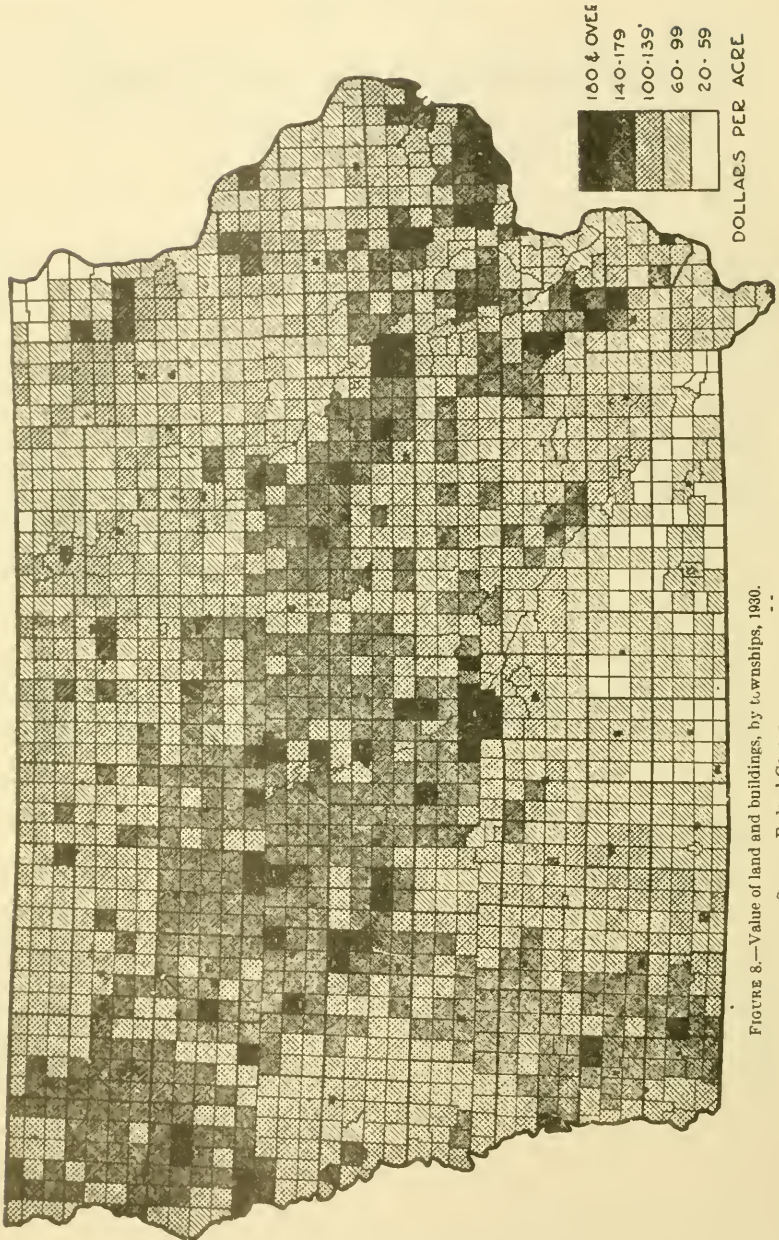 180 & OVER
140-179
100-139'
60- 99
20- 59
DOLLARS PER ACRE
FIGURE 8.—Value of land and buildings, by townships, 1930.